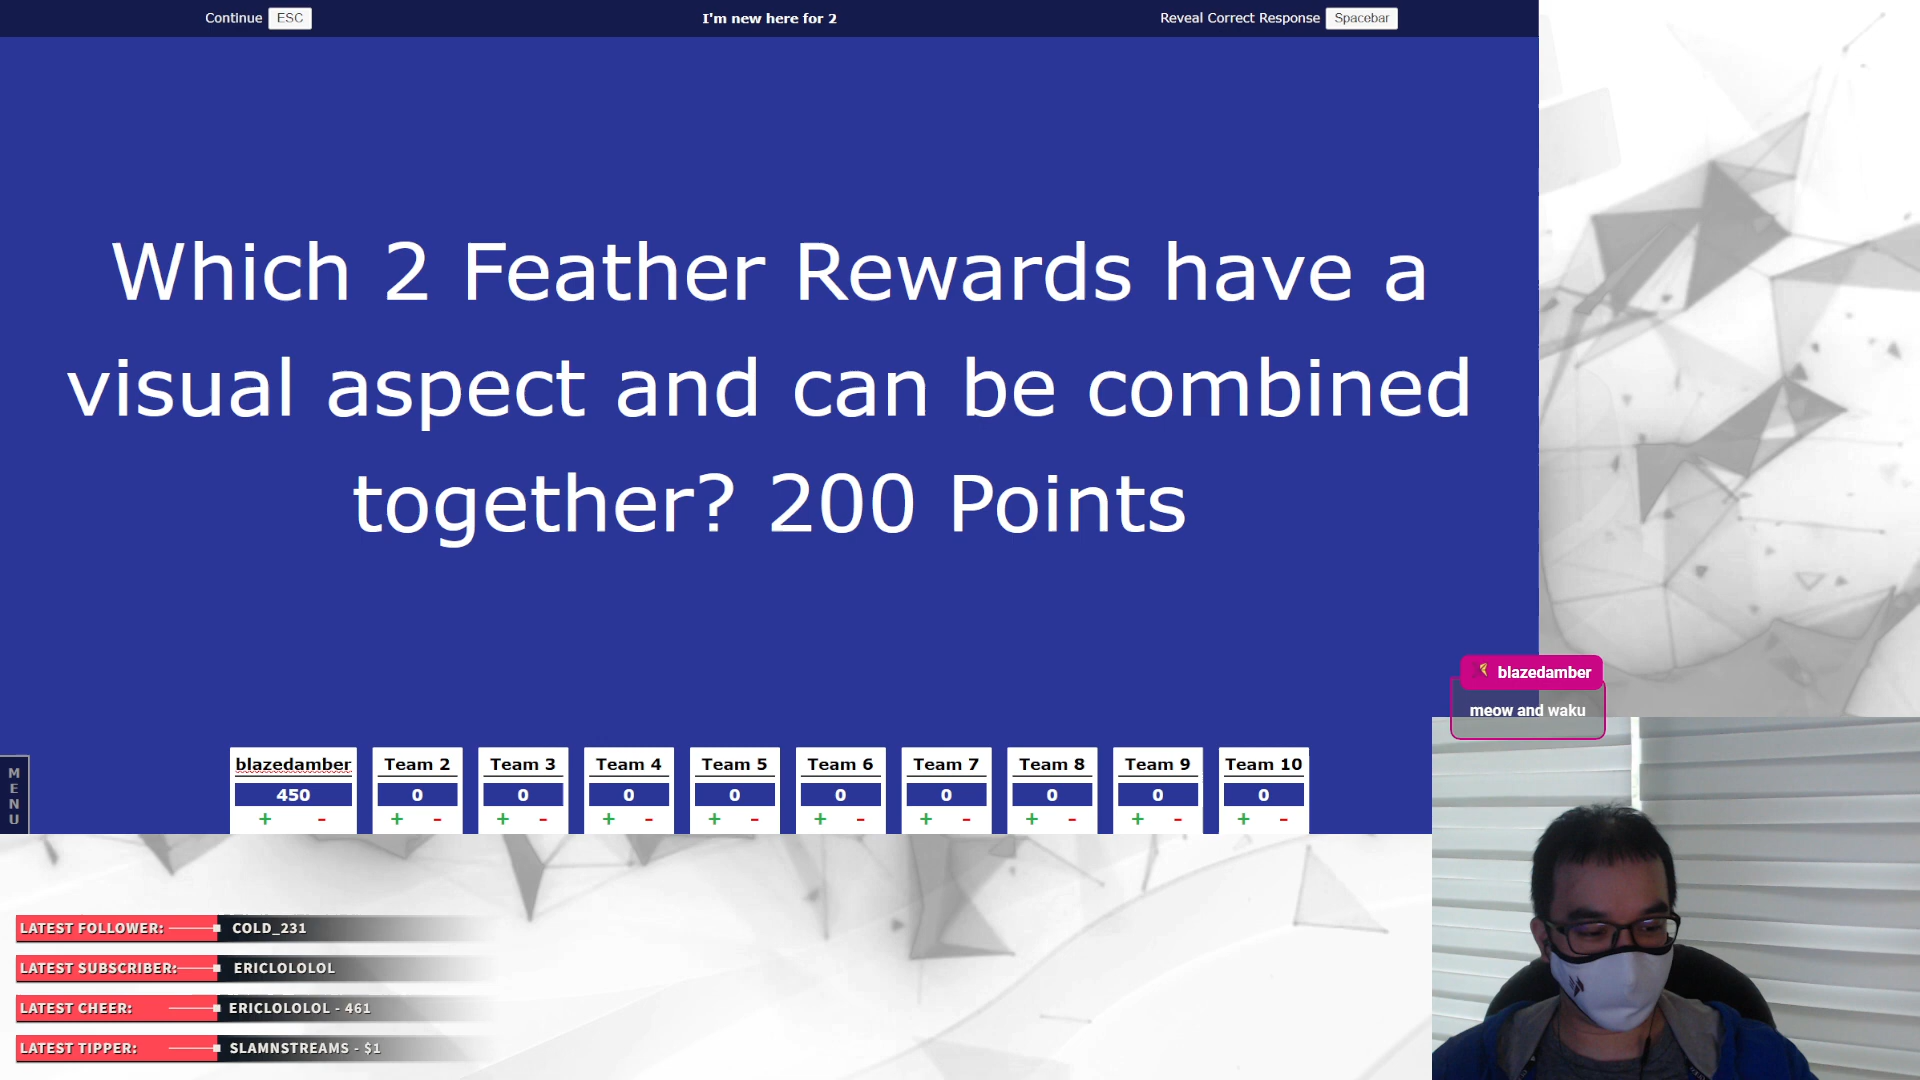 Continue ESC
I'm new here for 2
Reveal Correct Response Spacebar
Which 2 Feather Rewards have a
visual aspect and can be combined
together? 200 Points
blazedamber
meow and waku
MENU
blazedamber Team 2 Team 3 Team 4 Team 5 Team 6 Team 7 Team 8 Team 9 Team 10
450 0 0 0 0 0 0 0 0 0
+ - + - + - + - + - + - + - + - + - + -
LATEST FOLLOWER: COLD_231
LATEST SUBSCRIBER: ERICLOLOLOL
LATEST CHEER: ERICLOLOLOL - 461
LATEST TIPPER: SLAMNSTREAMS - $1